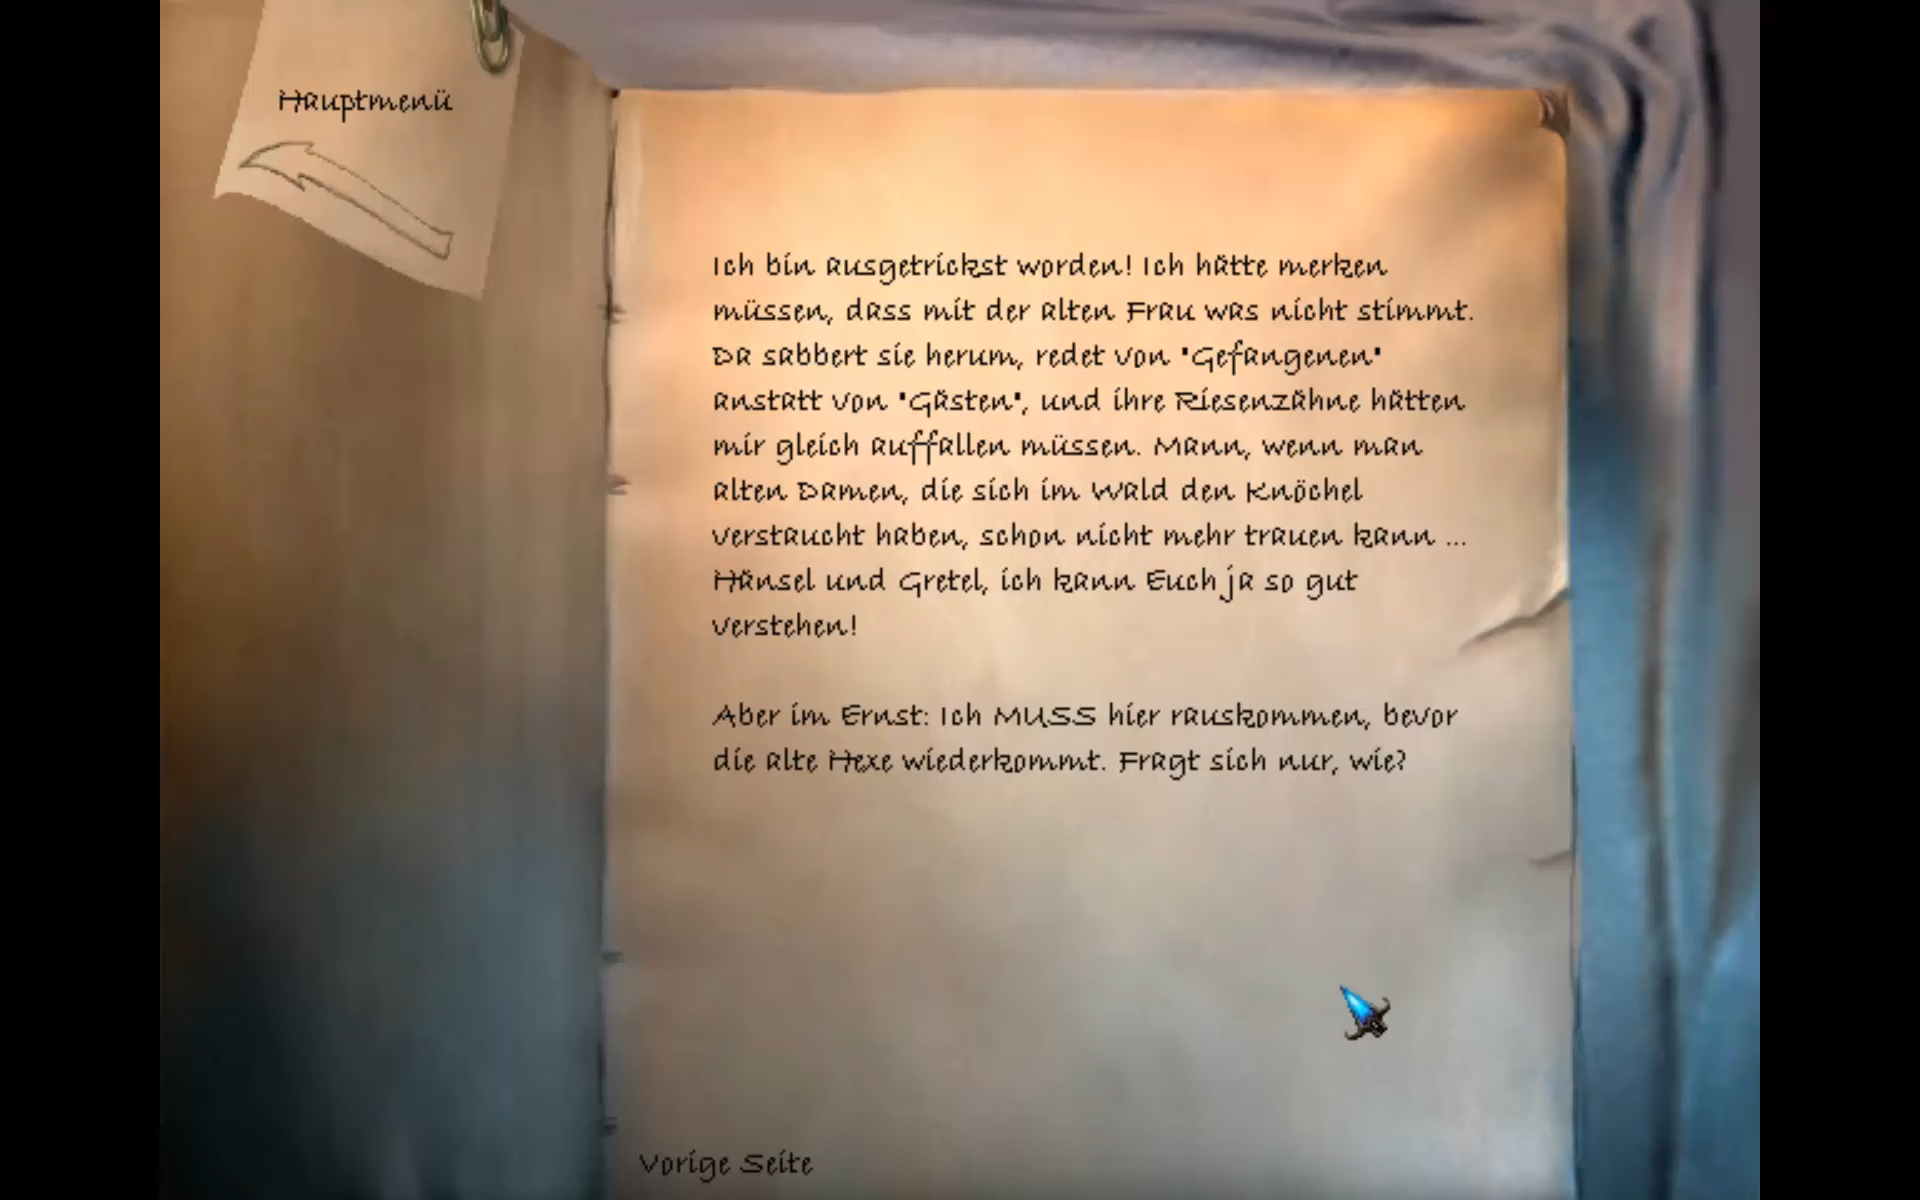 Hauptmenü
Ich bin ausgetrickst worden! Ich hätte merken
müssen, dass mit der alten Frau was nicht stimmt.
Da sabbert sie herum, redet von "Gefangenen"
anstatt von "Gästen", und ihre Riesenzähne hätten
mir gleich auffallen müssen. Mann, wenn man
alten Damen, die sich im Wald den Knöchel
verstaucht haben, schon nicht mehr trauen kann ...
Hänsel und Gretel, ich kann Euch ja so gut
verstehen!
Aber im Ernst: Ich MUSS hier rauskommen, bevor
die alte Hexe wiederkommt. Fragt sich nur, wie?
Vorige Seite